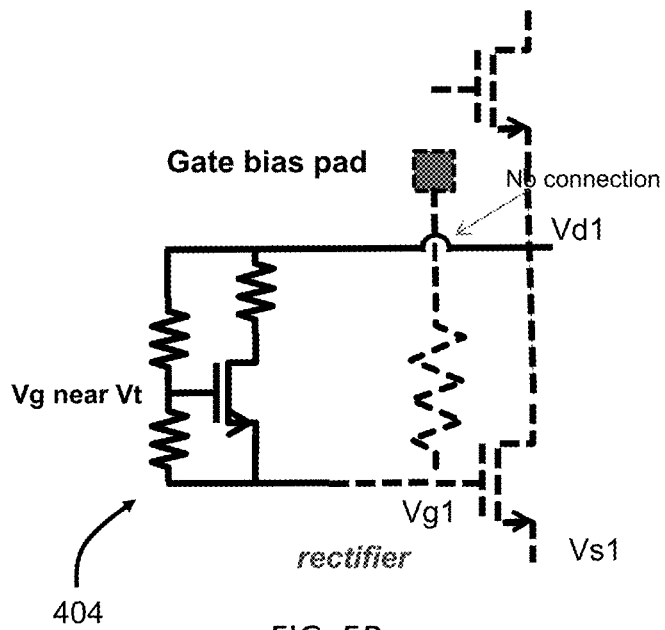 Gate bias pad
No connection
Vd1
Vg near Vt
Vg1
rectifier
Vs1
404